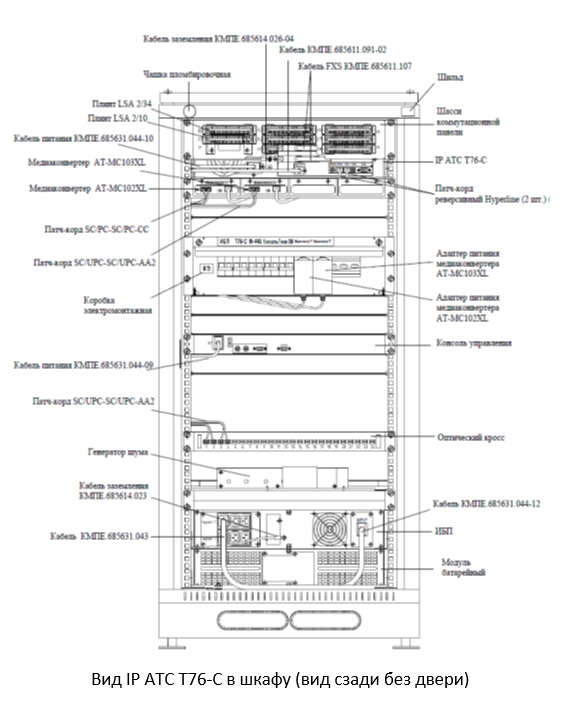 Кабель заземления КМПЕ.685614.026-04
Кабель КМПЕ.685611.091-02
Кабель FXS КМПЕ.685611.107
Чашка пломбировочная
Шильд
Плинт LSA 2/34
Плинт LSA 2/10
Шасси
коммутационной
панели
Кабель питания КМПЕ.685631.044-10
Медиаконвертер АТ-MC103XL
IP АТС Т76-С
Медиаконвертер АТ-MC102XL
Патч-корд
реверсивный Hyperline (2 шт.) (
Патч-корд SC/PC-SC/PC-CC
Патч-корд SC/UPC-SC/UPC-AA2
ИБП
Т76-С
Адаптер питания
медиаконвертера
AT-MC103XL
Коробка
электромонтажная
Адаптер питания
медиаконвертера
AT-MC102XL
Консоль управления
Кабель питания КМПЕ.685631.044-09
Патч-корд SC/UPC-SC/UPC-AA2
Оптический кросс
Генератор шума
Кабель заземления
КМПЕ.685614.023
Кабель КМПЕ.685631.044-12
Кабель КМПЕ.685631.043
ИБП
Модуль
батарейный
Вид IP АТС Т76-С в шкафу (вид сзади без двери)